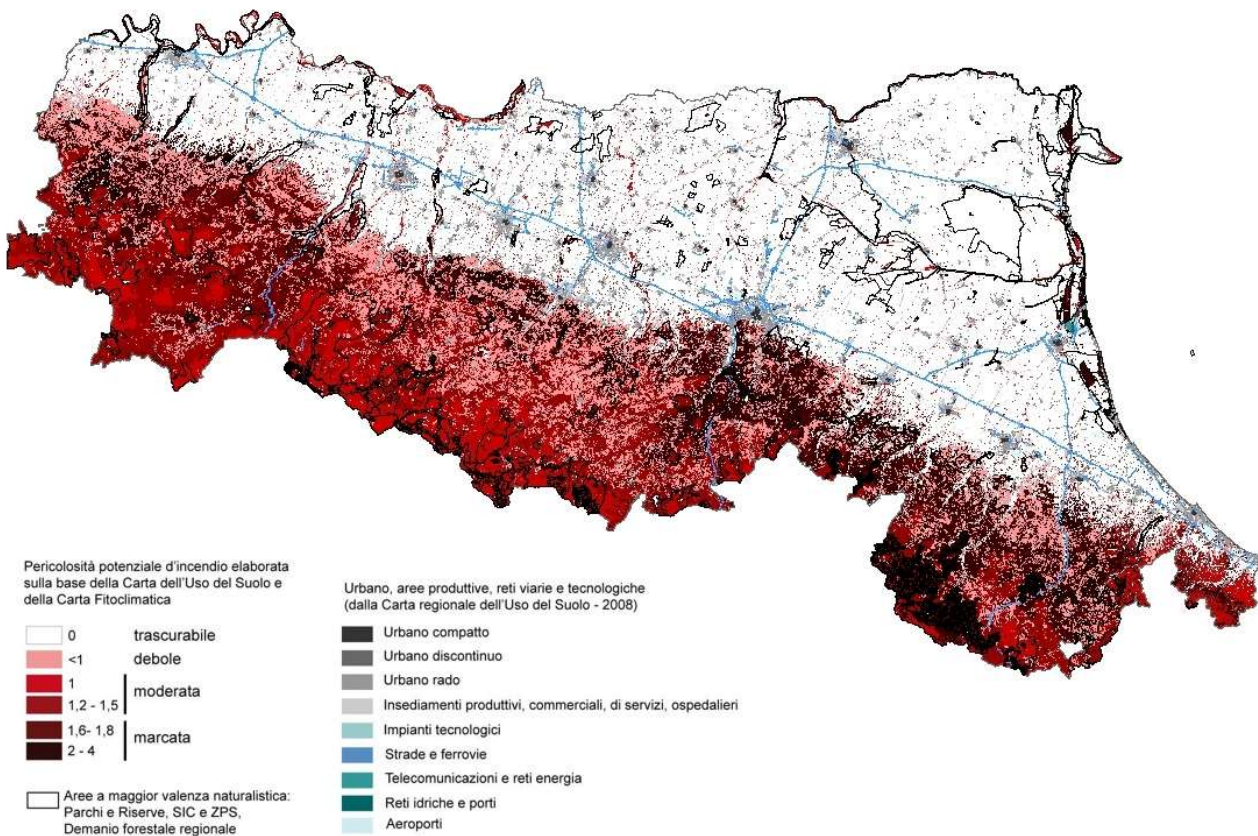 Pericolosità potenziale d'incendio elaborata
sulla base della Carta dell'Uso del Suolo e
della Carta Fitoclimatica
0 trascurabile
<1 debole
1
moderata
1,2 - 1,5
1,6- 1,8
marcata
2 - 4
Aree a maggior valenza naturalistica:
Parchi e Riserve, SIC e ZPS,
Demanio forestale regionale
Urbano, aree produttive, reti viarie e tecnologiche
(dalla Carta regionale dell'Uso del Suolo - 2008)
Urbano compatto
Urbano discontinuo
Urbano rado
Insediamenti produttivi, commerciali, di servizi, ospedalieri
Impianti tecnologici
Strade e ferrovie
Telecomunicazioni e reti energia
Reti idriche e porti
Aeroporti